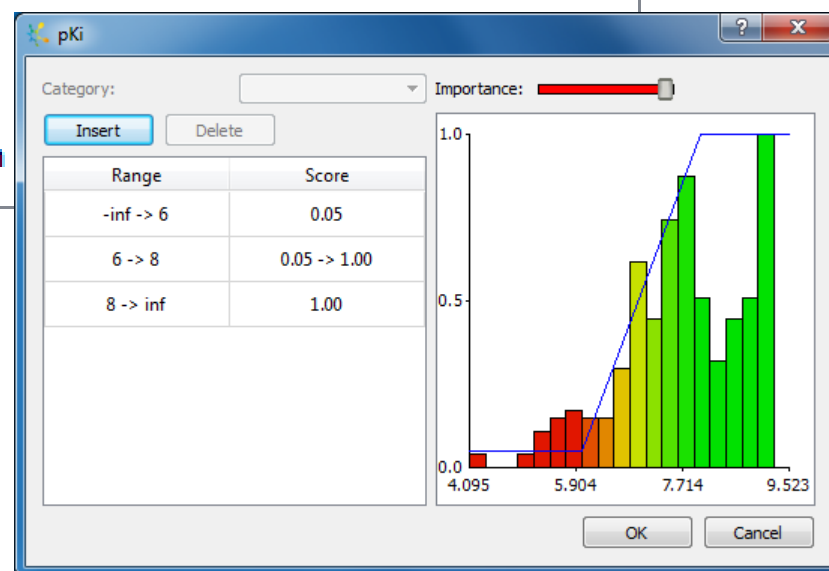 pKi
?
X
Category:
Importance:
Insert Delete
Range Score
-inf -> 6 0.05
6 -> 8 0.05 -> 1.00
8 -> inf 1.00
1.0
0.5
0.0
4.095 5.904 7.714 9.523
OK Cancel